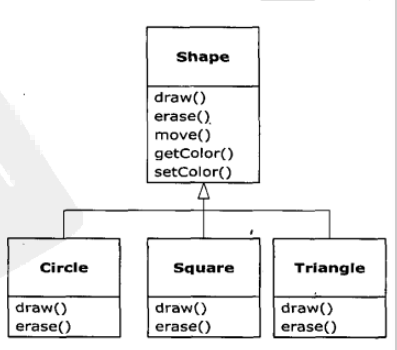 Shape
draw()
erase()
move()
getColor()
setColor()
Circle
draw()
erase()
Square
draw()
erase()
Triangle
draw()
erase()